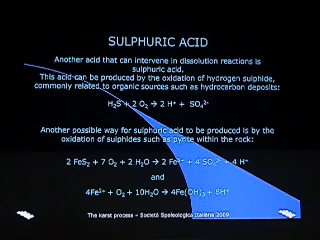 SULPHURIC ACID
Another acid that can intervene in dissolution reactions is
sulphuric acid.
This acid can be produced by the oxidation of hydrogen sulphide,
commonly related to organic sources such as hydrocarbon deposits:
H₂S + 2 O₂ → 2 H⁺ + SO₄²⁻
Another possible way for sulphuric acid to be produced is by the
oxidation of sulphides such as pyrite within the rock:
2 FeS₂ + 7 O₂ + 2 H₂O → 2 Fe²⁺ + 4 SO₄²⁻ + 4 H⁺
and
4Fe²⁺ + O₂ + 10H₂O → 4Fe(OH)₃ + 8H⁺
The karst process – Società Speleologica Italiana 2009